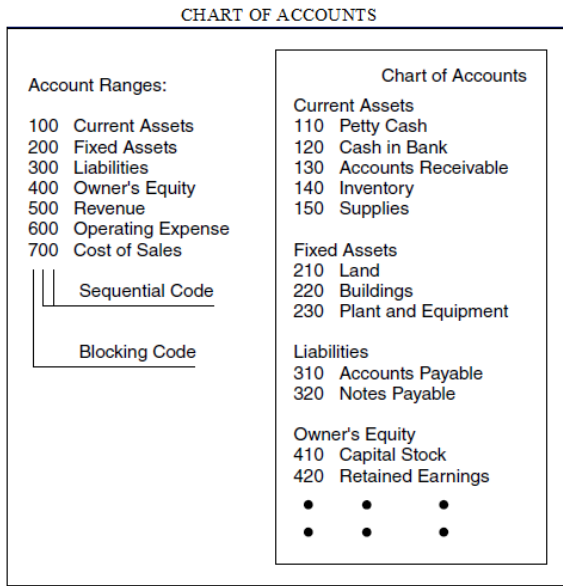 CHART OF ACCOUNTS
Account Ranges:
100 Current Assets
200 Fixed Assets
300 Liabilities
400 Owner's Equity
500 Revenue
600 Operating Expense
700 Cost of Sales
Sequential Code
Blocking Code
Chart of Accounts
Current Assets
110 Petty Cash
120 Cash in Bank
130 Accounts Receivable
140 Inventory
150 Supplies
Fixed Assets
210 Land
220 Buildings
230 Plant and Equipment
Liabilities
310 Accounts Payable
320 Notes Payable
Owner's Equity
410 Capital Stock
420 Retained Earnings